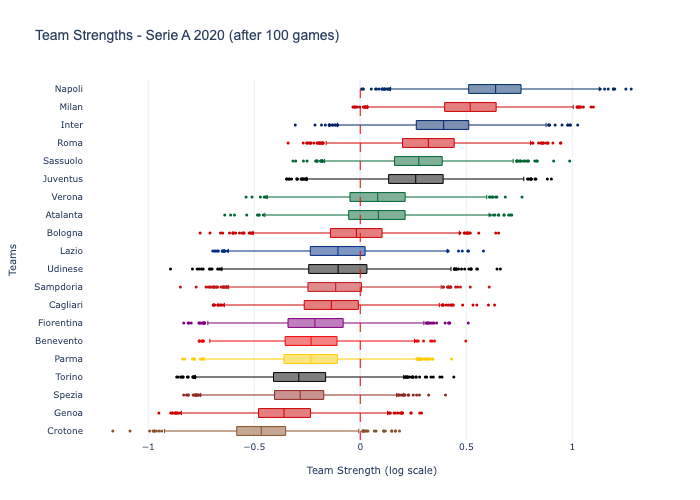 Team Strengths - Serie A 2020 (after 100 games)
Napoli
Milan
Inter
Roma
Sassuolo
Juventus
Verona
Atalanta
Bologna
Lazio
Udinese
Sampdoria
Cagliari
Fiorentina
Benevento
Parma
Torino
Spezia
Genoa
Crotone
Teams
−1 −0.5 0 0.5 1
Team Strength (log scale)